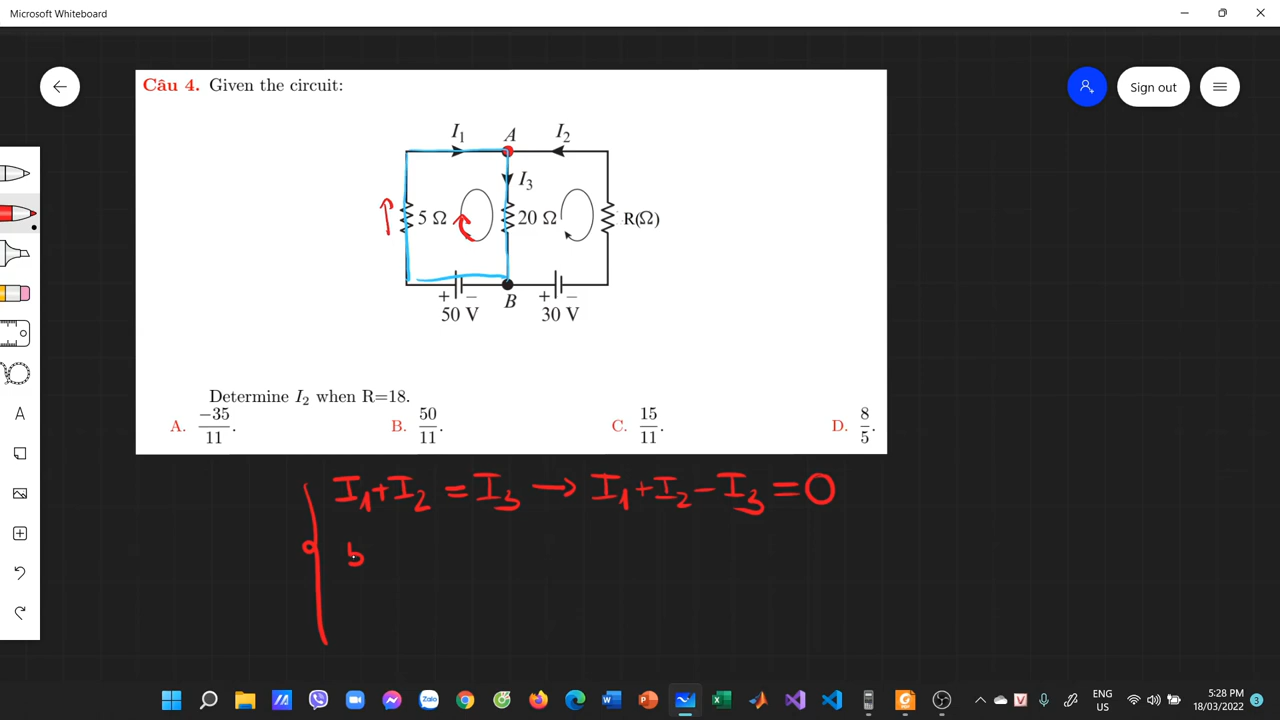 Microsoft Whiteboard
Sign out
Câu 4. Given the circuit:
I₁ A I₂
I₃
5 Ω 20 Ω R(Ω)
+ − B + −
50 V 30 V
Determine I₂ when R=18.
A. −35/11. B. 50/11. C. 15/11. D. 8/5.
I₁+I₂ = I₃ → I₁+I₂−I₃ = 0
b
A
Zalo
V
ENG
US
5:28 PM
18/03/2022
3